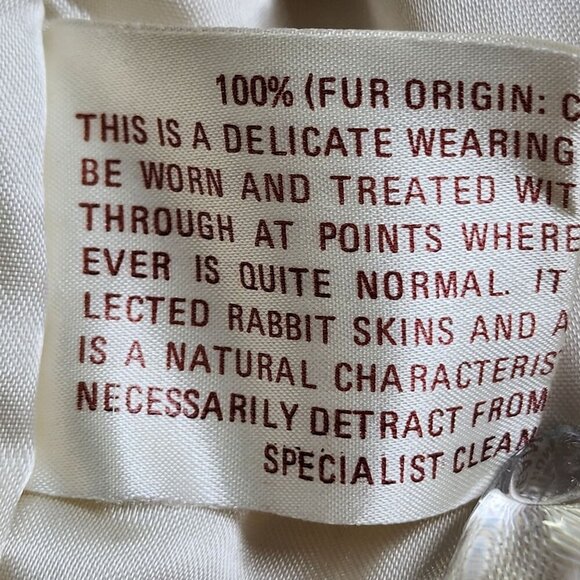 100% (FUR ORIGIN: C
THIS IS A DELICATE WEARING
BE WORN AND TREATED WIT
THROUGH AT POINTS WHERE
EVER IS QUITE NORMAL. IT
LECTED RABBIT SKINS AND A
IS A NATURAL CHARACTERIS
NECESSARILY DETRACT FROM
SPECIALIST CLEAN